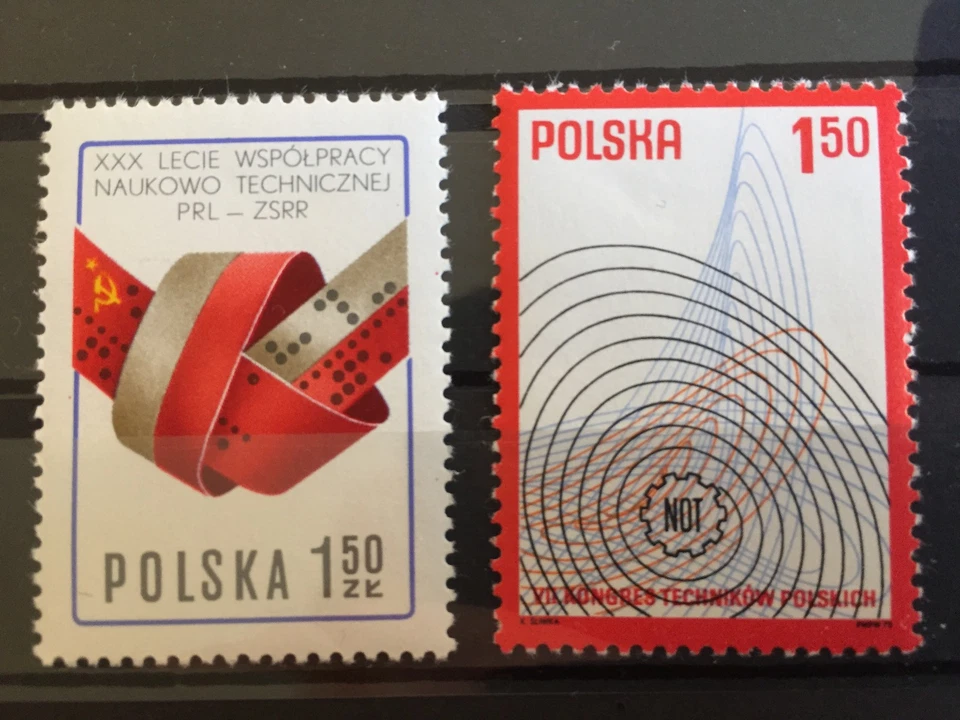 XXX LECIE WSPÓŁPRACY
NAUKOWO TECHNICZNEJ
PRL – ZSRR
POLSKA 1 50 ZŁ
POLSKA 1 50
NOT
VII KONGRES TECHNIKÓW POLSKICH
K. ŚLIWKA